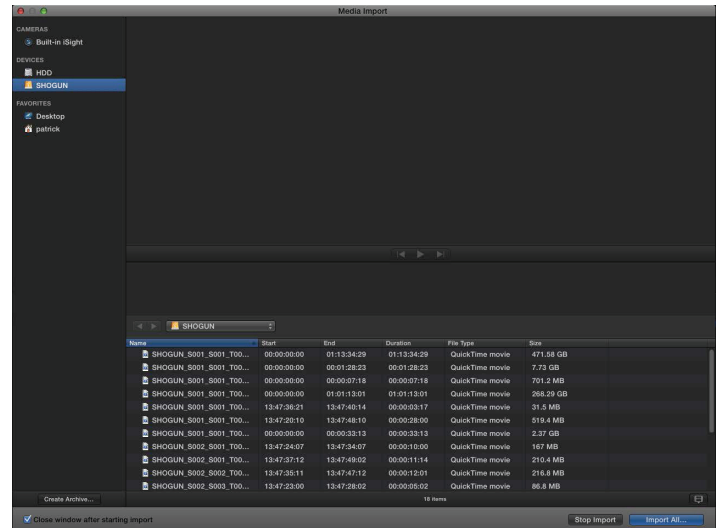 Media Import
CAMERAS
Built-in iSight
DEVICES
HDD
SHOGUN
FAVORITES
Desktop
patrick
SHOGUN
Name Start End Duration File Type Size
SHOGUN_S001_S001_T00... 00:00:00:00 01:13:34:29 01:13:34:29 QuickTime movie 471.58 GB
SHOGUN_S001_S001_T00... 00:00:00:00 00:01:28:23 00:01:28:23 QuickTime movie 7.73 GB
SHOGUN_S001_S001_T00... 00:00:00:00 00:00:07:18 00:00:07:18 QuickTime movie 701.2 MB
SHOGUN_S001_S001_T00... 00:00:00:00 01:01:13:01 01:01:13:01 QuickTime movie 268.29 GB
SHOGUN_S001_S001_T00... 13:47:36:21 13:47:40:14 00:00:03:17 QuickTime movie 31.5 MB
SHOGUN_S001_S001_T00... 13:47:20:10 13:47:48:10 00:00:28:00 QuickTime movie 519.4 MB
SHOGUN_S001_S001_T00... 00:00:00:00 00:00:33:13 00:00:33:13 QuickTime movie 2.37 GB
SHOGUN_S002_S001_T00... 13:47:24:07 13:47:34:07 00:00:10:00 QuickTime movie 167 MB
SHOGUN_S002_S001_T00... 13:47:37:12 13:47:49:02 00:00:11:14 QuickTime movie 210.4 MB
SHOGUN_S002_S002_T00... 13:47:35:11 13:47:47:12 00:00:12:01 QuickTime movie 216.8 MB
SHOGUN_S002_S003_T00... 13:47:23:00 13:47:28:02 00:00:05:02 QuickTime movie 86.8 MB
Create Archive...
18 items
Close window after starting import
Stop Import
Import All...